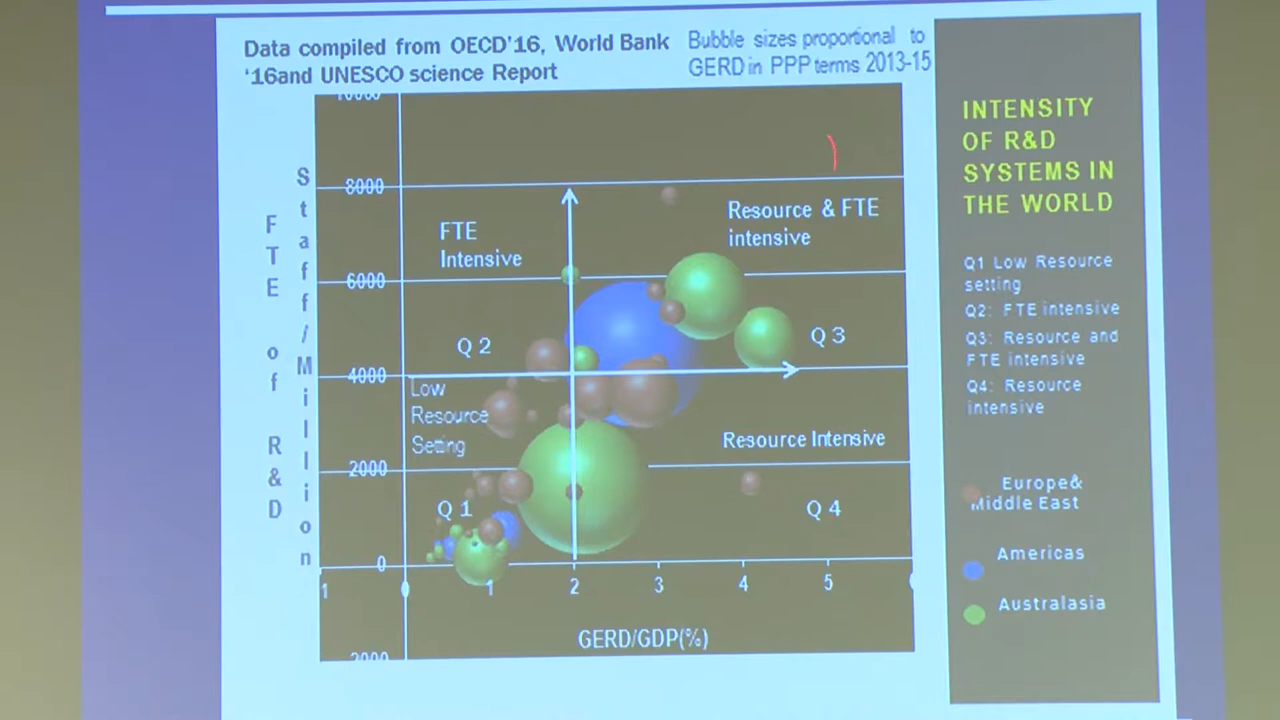 Data compiled from OECD'16, World Bank
'16and UNESCO science Report
Bubble sizes proportional to
GERD in PPP terms 2013-15
10000
8000
6000
4000
2000
0
2000
FTE of R&D
Staff/Million
FTE
Intensive
Resource & FTE
intensive
Q 2
Q 3
Low
Resource
Setting
Resource Intensive
Q 1
Q 4
1
0
1
2
3
4
5
GERD/GDP(%)
INTENSITY
OF R&D
SYSTEMS IN
THE WORLD
Q1 Low Resource
setting
Q2: FTE intensive
Q3: Resource and
FTE intensive
Q4: Resource
intensive
Europe&
Middle East
Americas
Australasia